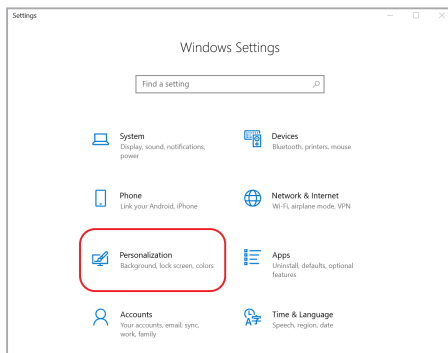 Settings
Windows Settings
Find a setting
System
Display, sound, notifications,
power
Devices
Bluetooth, printers, mouse
Phone
Link your Android, iPhone
Network & Internet
Wi-Fi, airplane mode, VPN
Personalization
Background, lock screen, colors
Apps
Uninstall, defaults, optional
features
Accounts
Your accounts, email, sync,
work, family
Time & Language
Speech, region, date